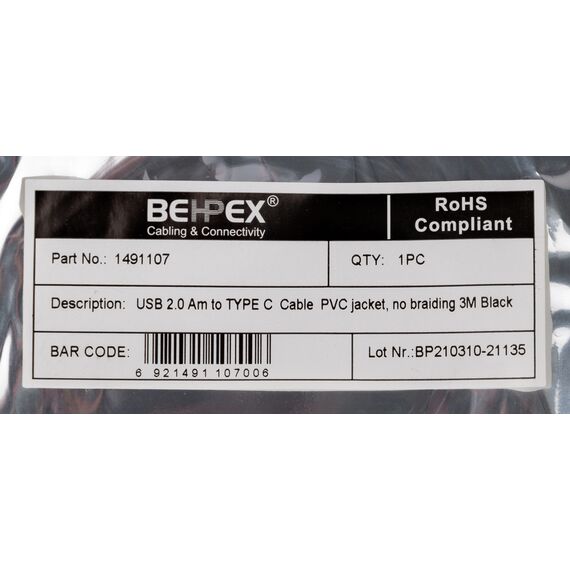 BEHPEX®
Cabling & Connectivity
RoHS
Compliant
Part No.: 1491107
QTY: 1PC
Description: USB 2.0 Am to TYPE C Cable PVC jacket, no braiding 3M Black
BAR CODE:
6 921491 107006
Lot Nr.:BP210310-21135